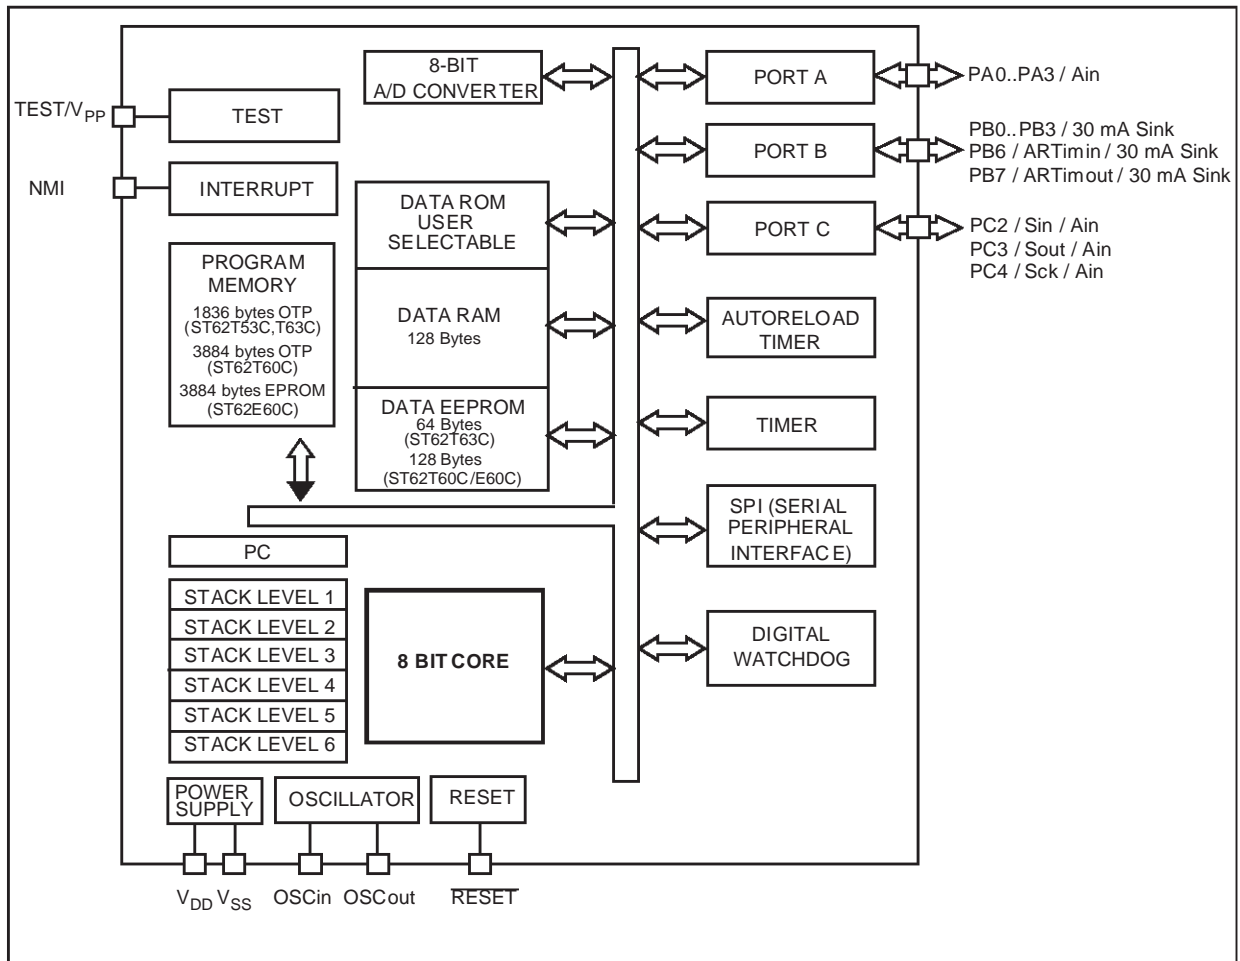 8-BIT
A/D CONVERTER
PORT A
PA0..PA3 / Ain
TEST/VPP
TEST
PORT B
PB0..PB3 / 30 mA Sink
PB6 / ARTimin / 30 mA Sink
PB7 / ARTimout / 30 mA Sink
NMI
INTERRUPT
DATA ROM
USER
SELECTABLE
PORT C
PC2 / Sin / Ain
PC3 / Sout / Ain
PC4 / Sck / Ain
PROGRAM
MEMORY
1836 bytes OTP
(ST62T53C,T63C)
3884 bytes OTP
(ST62T60C)
3884 bytes EPROM
(ST62E60C)
DATA RAM
128 Bytes
AUTORELOAD
TIMER
DATA EEPROM
64 Bytes
(ST62T63C)
128 Bytes
(ST62T60C/E60C)
TIMER
SPI (SERIAL
PERIPHERAL
INTERFACE)
PC
STACK LEVEL 1
STACK LEVEL 2
STACK LEVEL 3
STACK LEVEL 4
STACK LEVEL 5
STACK LEVEL 6
8 BIT CORE
DIGITAL
WATCHDOG
POWER
SUPPLY
OSCILLATOR
RESET
VDD VSS
OSCin OSCout
RESET